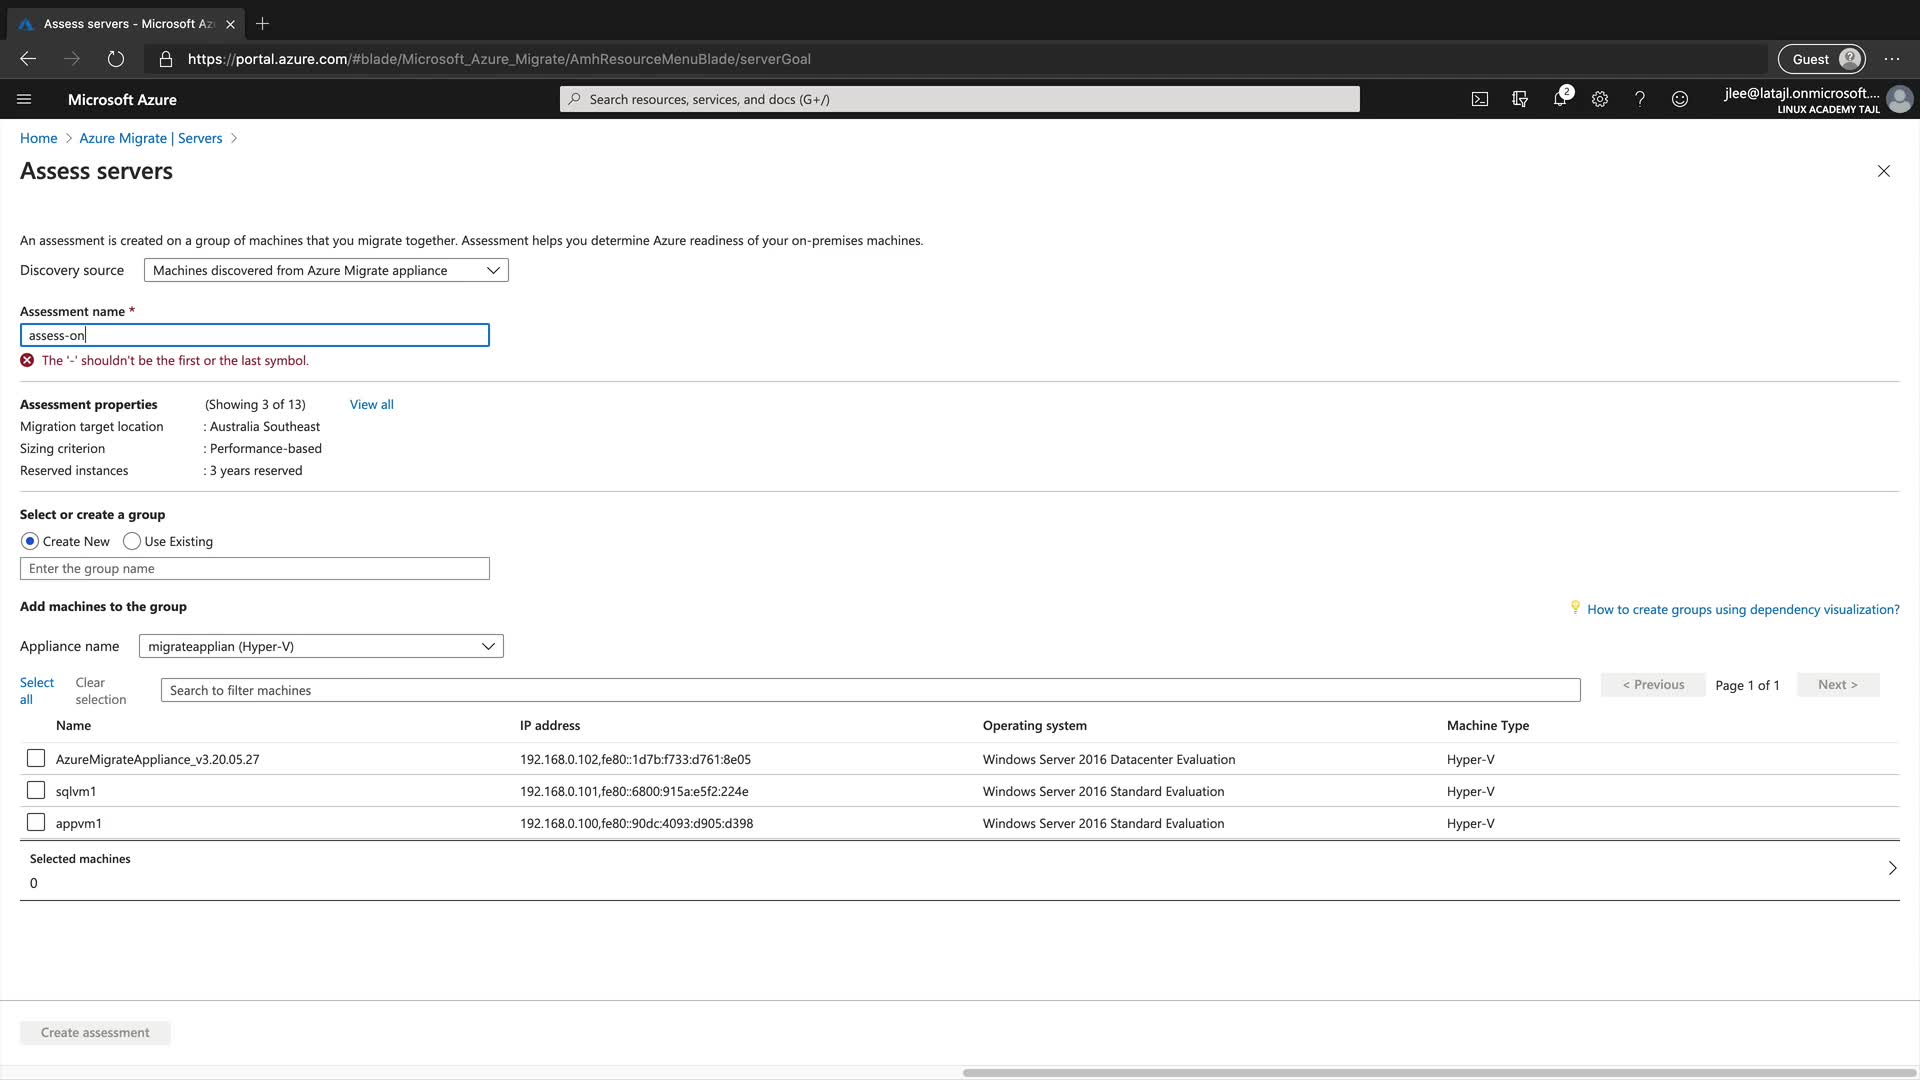 Assess servers - Microsoft Az
https://portal.azure.com/#blade/Microsoft_Azure_Migrate/AmhResourceMenuBlade/serverGoal
Guest
Microsoft Azure
Search resources, services, and docs (G+/)
2
jlee@latajl.onmicrosoft....
LINUX ACADEMY TAJL
Home > Azure Migrate | Servers >
Assess servers
An assessment is created on a group of machines that you migrate together. Assessment helps you determine Azure readiness of your on-premises machines.
Discovery source Machines discovered from Azure Migrate appliance
Assessment name *
assess-on
The '-' shouldn't be the first or the last symbol.
Assessment properties (Showing 3 of 13) View all
Migration target location : Australia Southeast
Sizing criterion : Performance-based
Reserved instances : 3 years reserved
Select or create a group
Create New Use Existing
Enter the group name
Add machines to the group
How to create groups using dependency visualization?
Appliance name migrateapplian (Hyper-V)
Select all
Clear selection
Search to filter machines
< Previous Page 1 of 1 Next >
Name IP address Operating system Machine Type
AzureMigrateAppliance_v3.20.05.27 192.168.0.102,fe80::1d7b:f733:d761:8e05 Windows Server 2016 Datacenter Evaluation Hyper-V
sqlvm1 192.168.0.101,fe80::6800:915a:e5f2:224e Windows Server 2016 Standard Evaluation Hyper-V
appvm1 192.168.0.100,fe80::90dc:4093:d905:d398 Windows Server 2016 Standard Evaluation Hyper-V
Selected machines
0
Create assessment